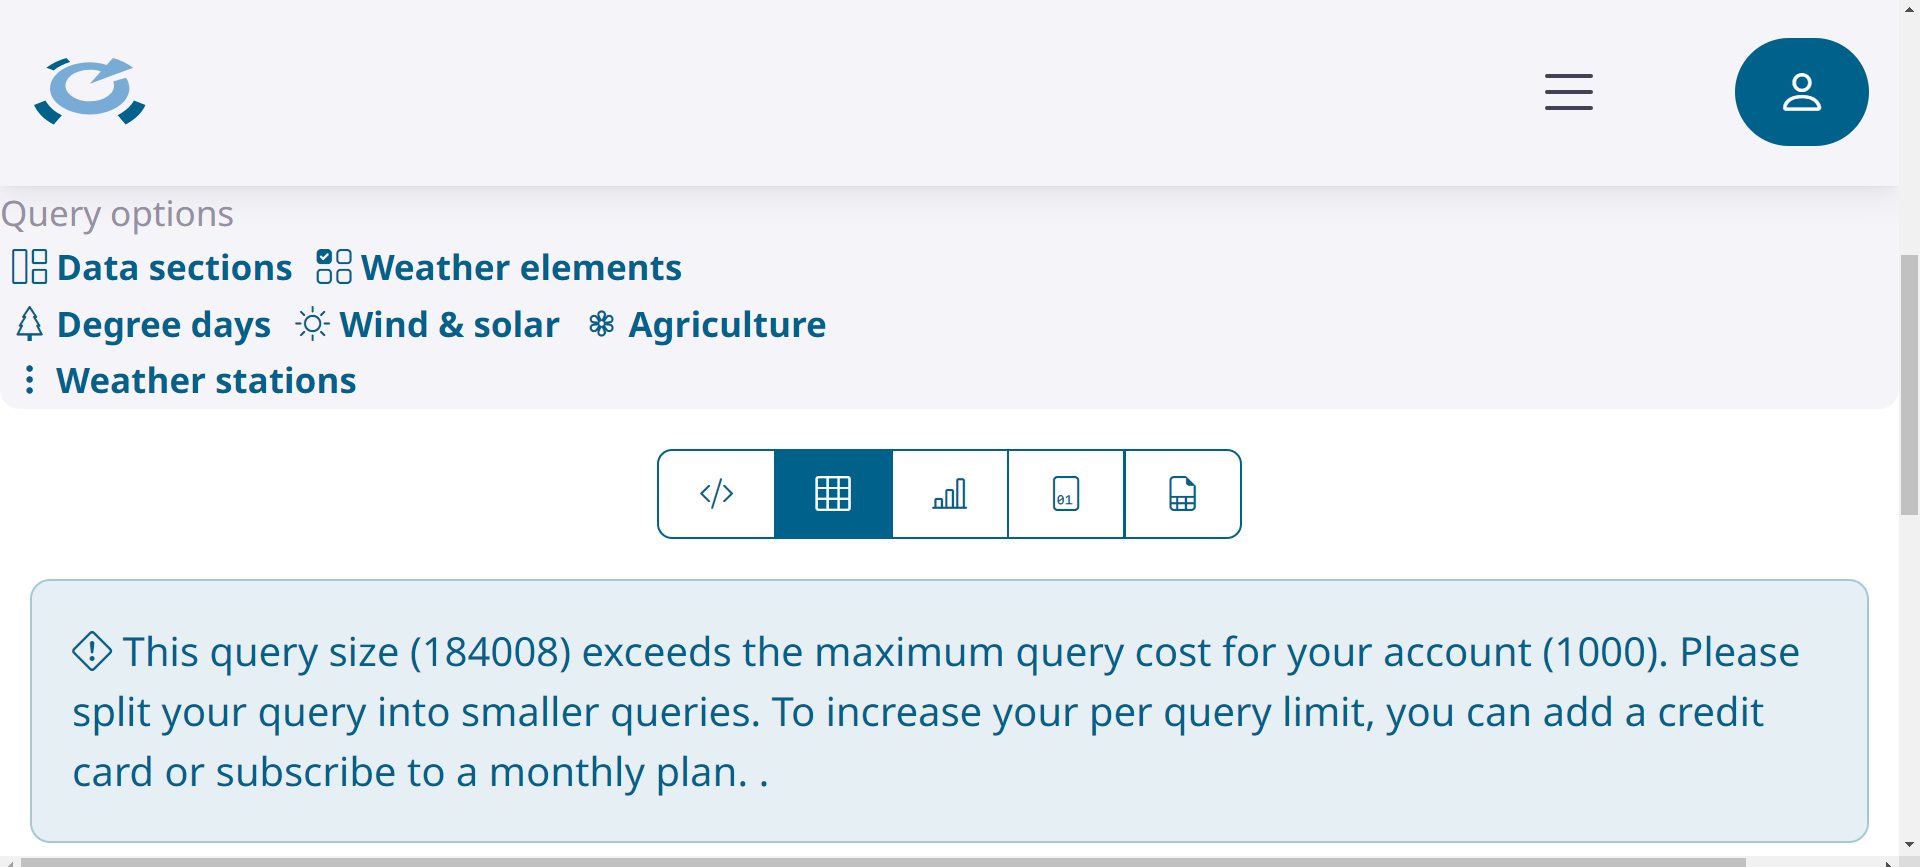 Query options
Data sections Weather elements
Degree days Wind & solar Agriculture
Weather stations
</> 01
This query size (184008) exceeds the maximum query cost for your account (1000). Please
split your query into smaller queries. To increase your per query limit, you can add a credit
card or subscribe to a monthly plan. .